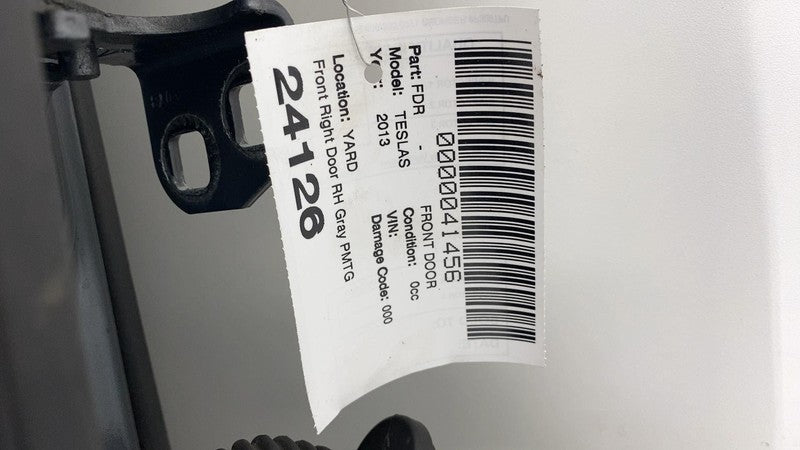 0000041456
Part: FDR - FRONT DOOR
Model: TESLAS Condition: 0cc
Year: 2013 VIN:
Damage Code: 000
Location: YARD
Front Right Door RH Gray PMTG
24126